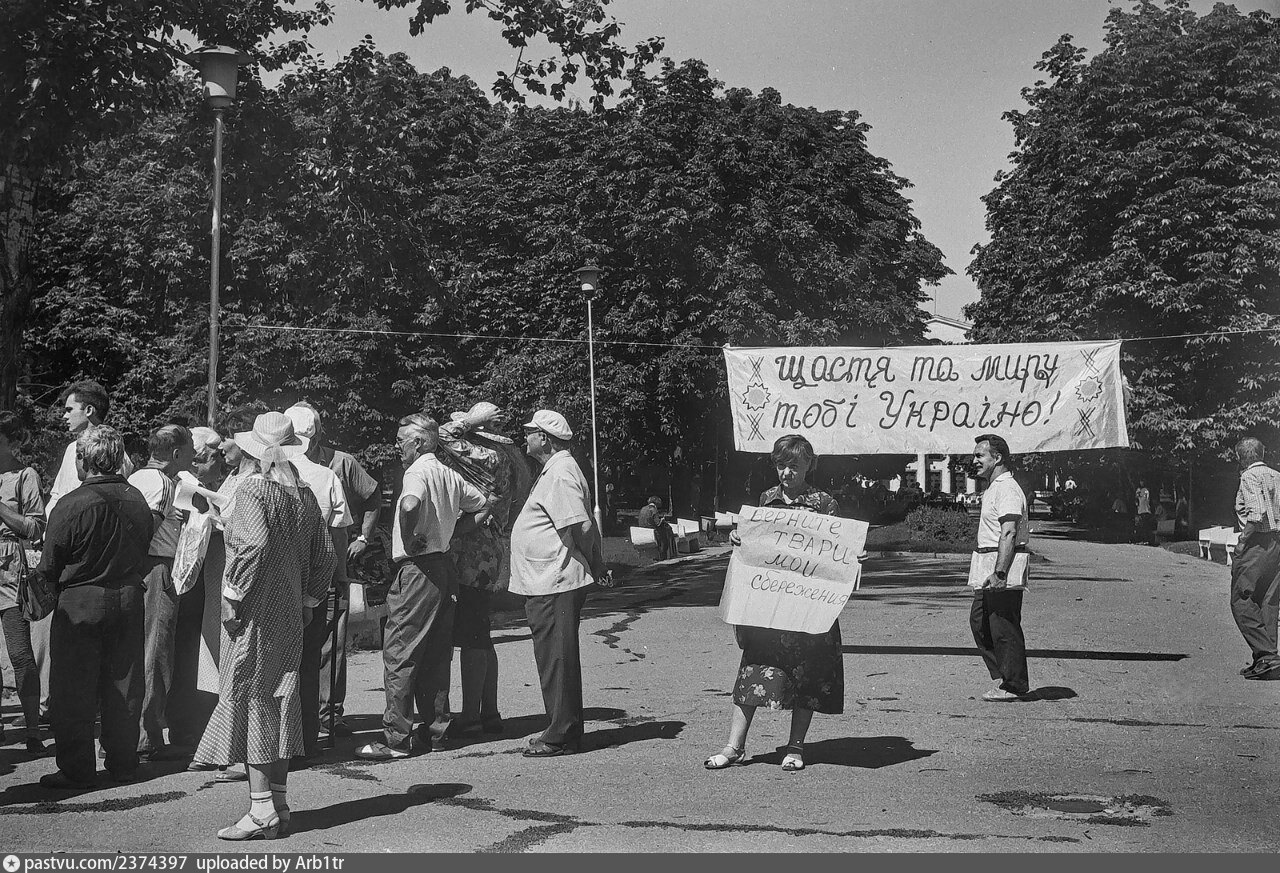 Щастя та миру
тобі Україно!
Верните
твари
мои
сбережения
pastvu.com/2374397 uploaded by Arb1tr